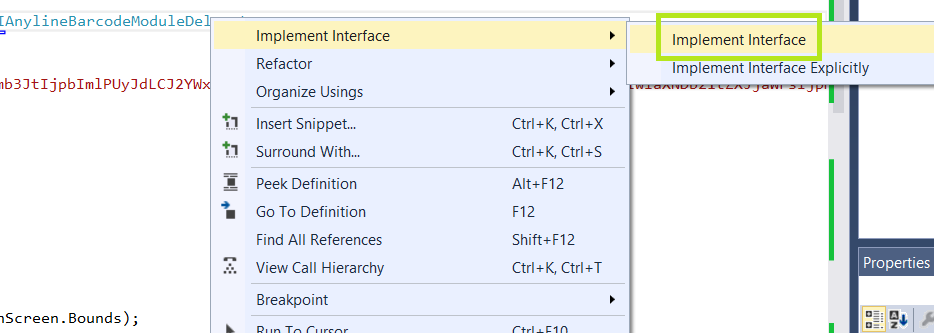 IAnylineBarcodeModuleDel
Implement Interface
Implement Interface
Refactor
Implement Interface Explicitly
Organize Usings
Insert Snippet... Ctrl+K, Ctrl+X
Surround With... Ctrl+K, Ctrl+S
Peek Definition Alt+F12
Go To Definition F12
Find All References Shift+F12
View Call Hierarchy Ctrl+K, Ctrl+T
Properties
Breakpoint
nScreen.Bounds);
Run To Cursor Ctrl+F10